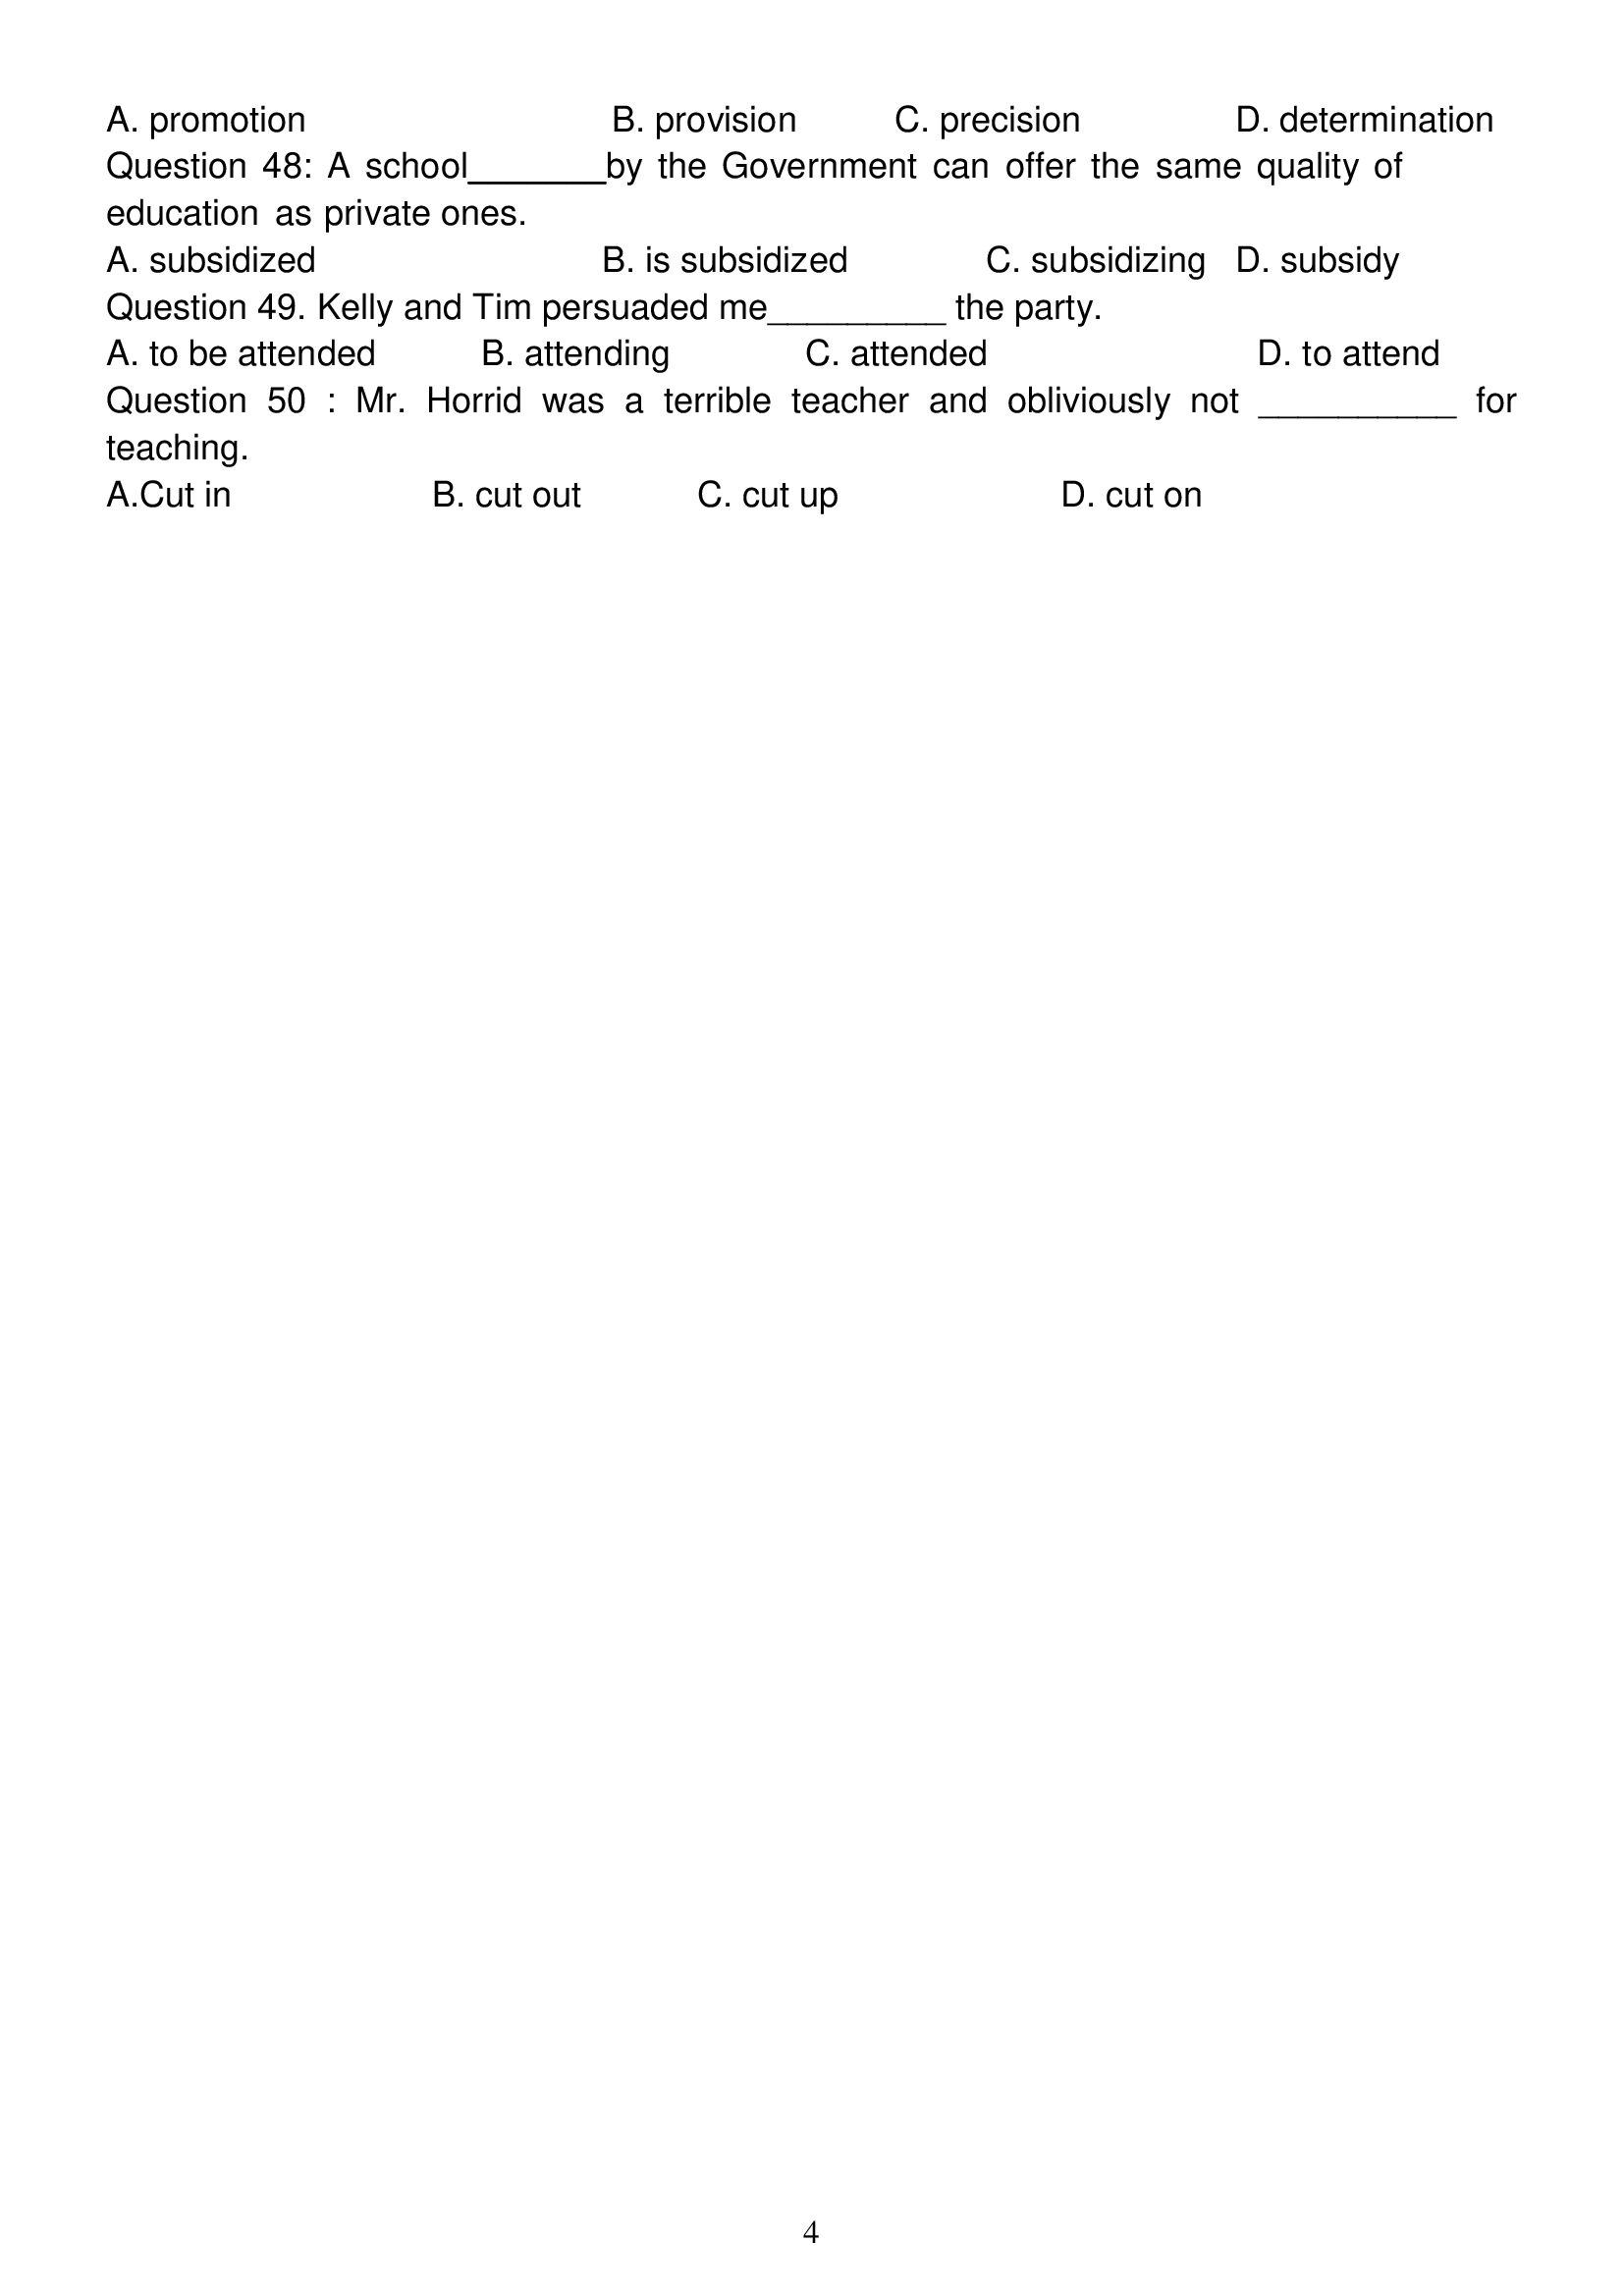 A. promotion B. provision C. precision D. determination
Question 48: A school_______by the Government can offer the same quality of
education as private ones.
A. subsidized B. is subsidized C. subsidizing D. subsidy
Question 49. Kelly and Tim persuaded me_________ the party.
A. to be attended B. attending C. attended D. to attend
Question 50 : Mr. Horrid was a terrible teacher and obliviously not __________ for
teaching.
A.Cut in B. cut out C. cut up D. cut on
4